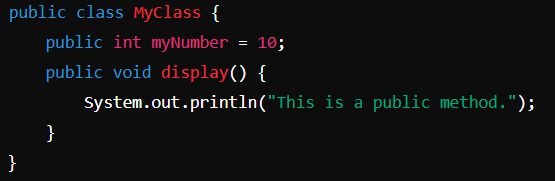 public class MyClass {
    public int myNumber = 10;
    public void display() {
        System.out.println("This is a public method.");
    }
}